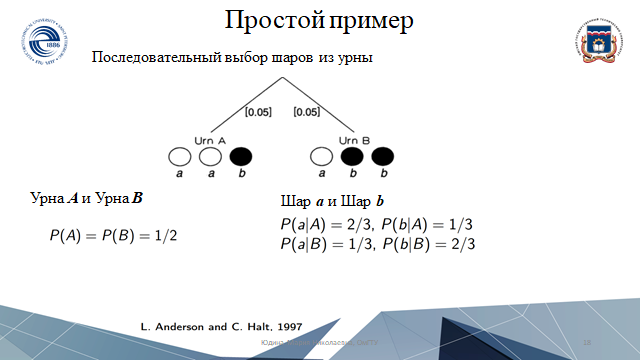 Простой пример
Последовательный выбор шаров из урны
[0.05] [0.05]
Urn A Urn B
a a b a b b
Урна A и Урна B
Шар a и Шар b
P(A) = P(B) = 1/2
P(a|A) = 2/3, P(b|A) = 1/3
P(a|B) = 1/3, P(b|B) = 2/3
L. Anderson and C. Halt, 1997
18
1886